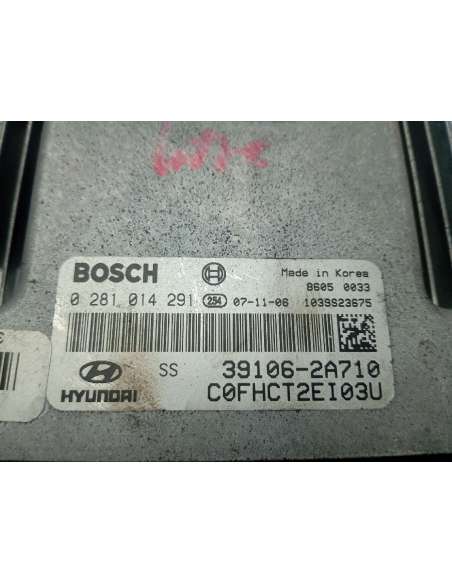 BOSCH
Made in Korea
8605 0033
0 281 014 291 254 07-11-06 1039S23675
SS 39106-2A710
HYUNDAI C0FHCT2EI03U